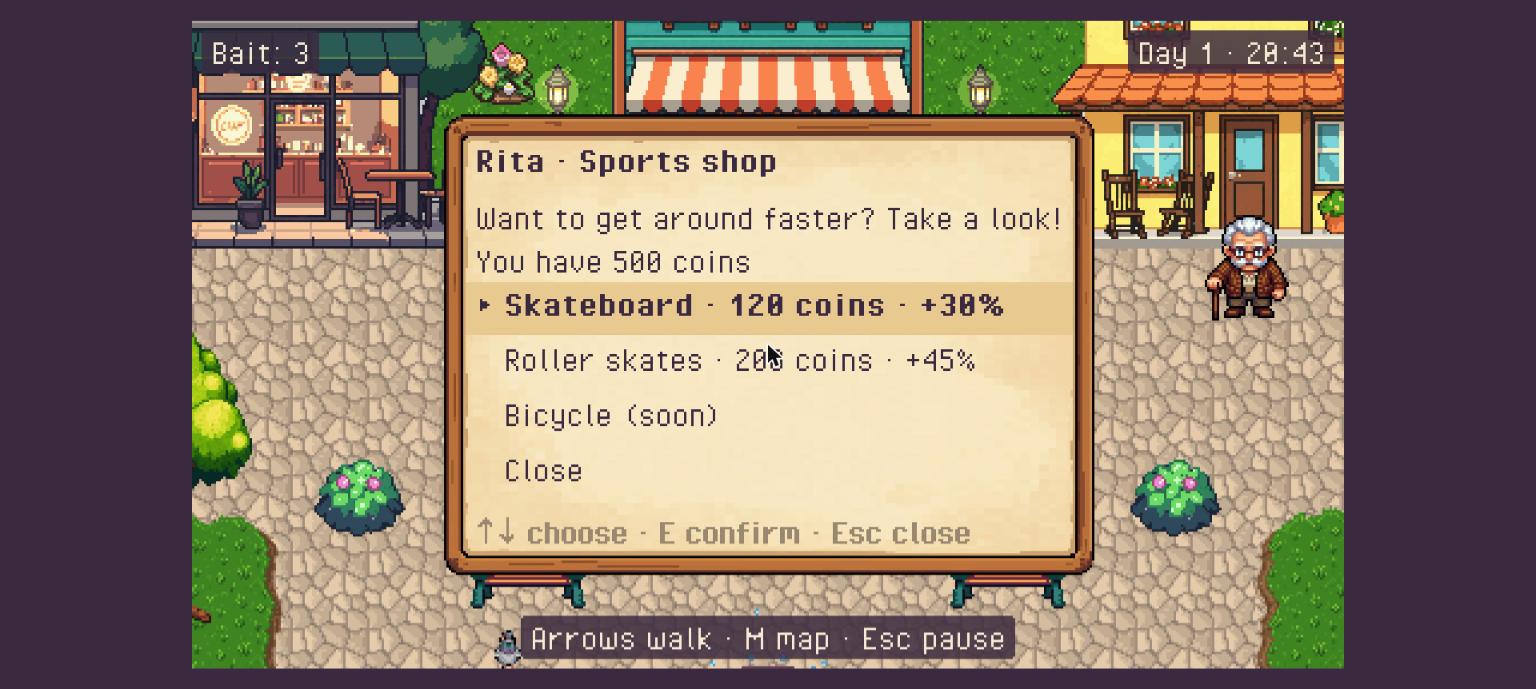 Bait: 3
Day 1 · 20:43
Rita · Sports shop
Want to get around faster? Take a look!
You have 500 coins
▸ Skateboard · 120 coins · +30%
Roller skates · coins · +45%
Bicycle (soon)
Close
↑↓ choose · E confirm · Esc close
Arrows walk · M map · Esc pause